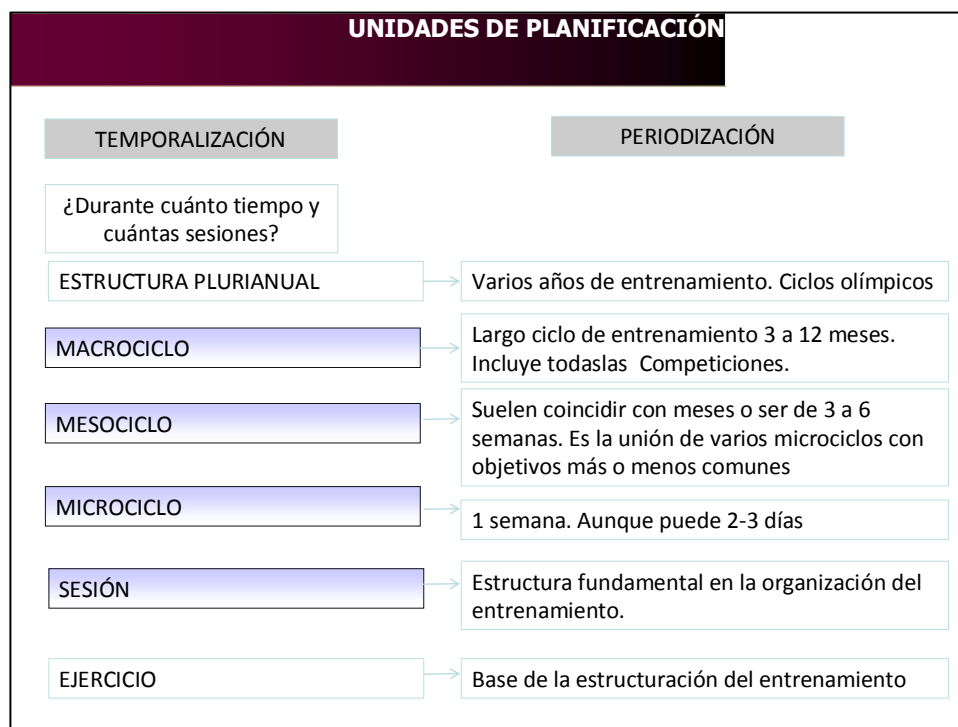 UNIDADES DE PLANIFICACIÓN
TEMPORALIZACIÓN
PERIODIZACIÓN
¿Durante cuánto tiempo y
cuántas sesiones?
ESTRUCTURA PLURIANUAL
Varios años de entrenamiento. Ciclos olímpicos
MACROCICLO
Largo ciclo de entrenamiento 3 a 12 meses.
Incluye todaslas  Competiciones.
MESOCICLO
Suelen coincidir con meses o ser de 3 a 6
semanas. Es la unión de varios microciclos con
objetivos más o menos comunes
MICROCICLO
1 semana. Aunque puede 2-3 días
SESIÓN
Estructura fundamental en la organización del
entrenamiento.
EJERCICIO
Base de la estructuración del entrenamiento